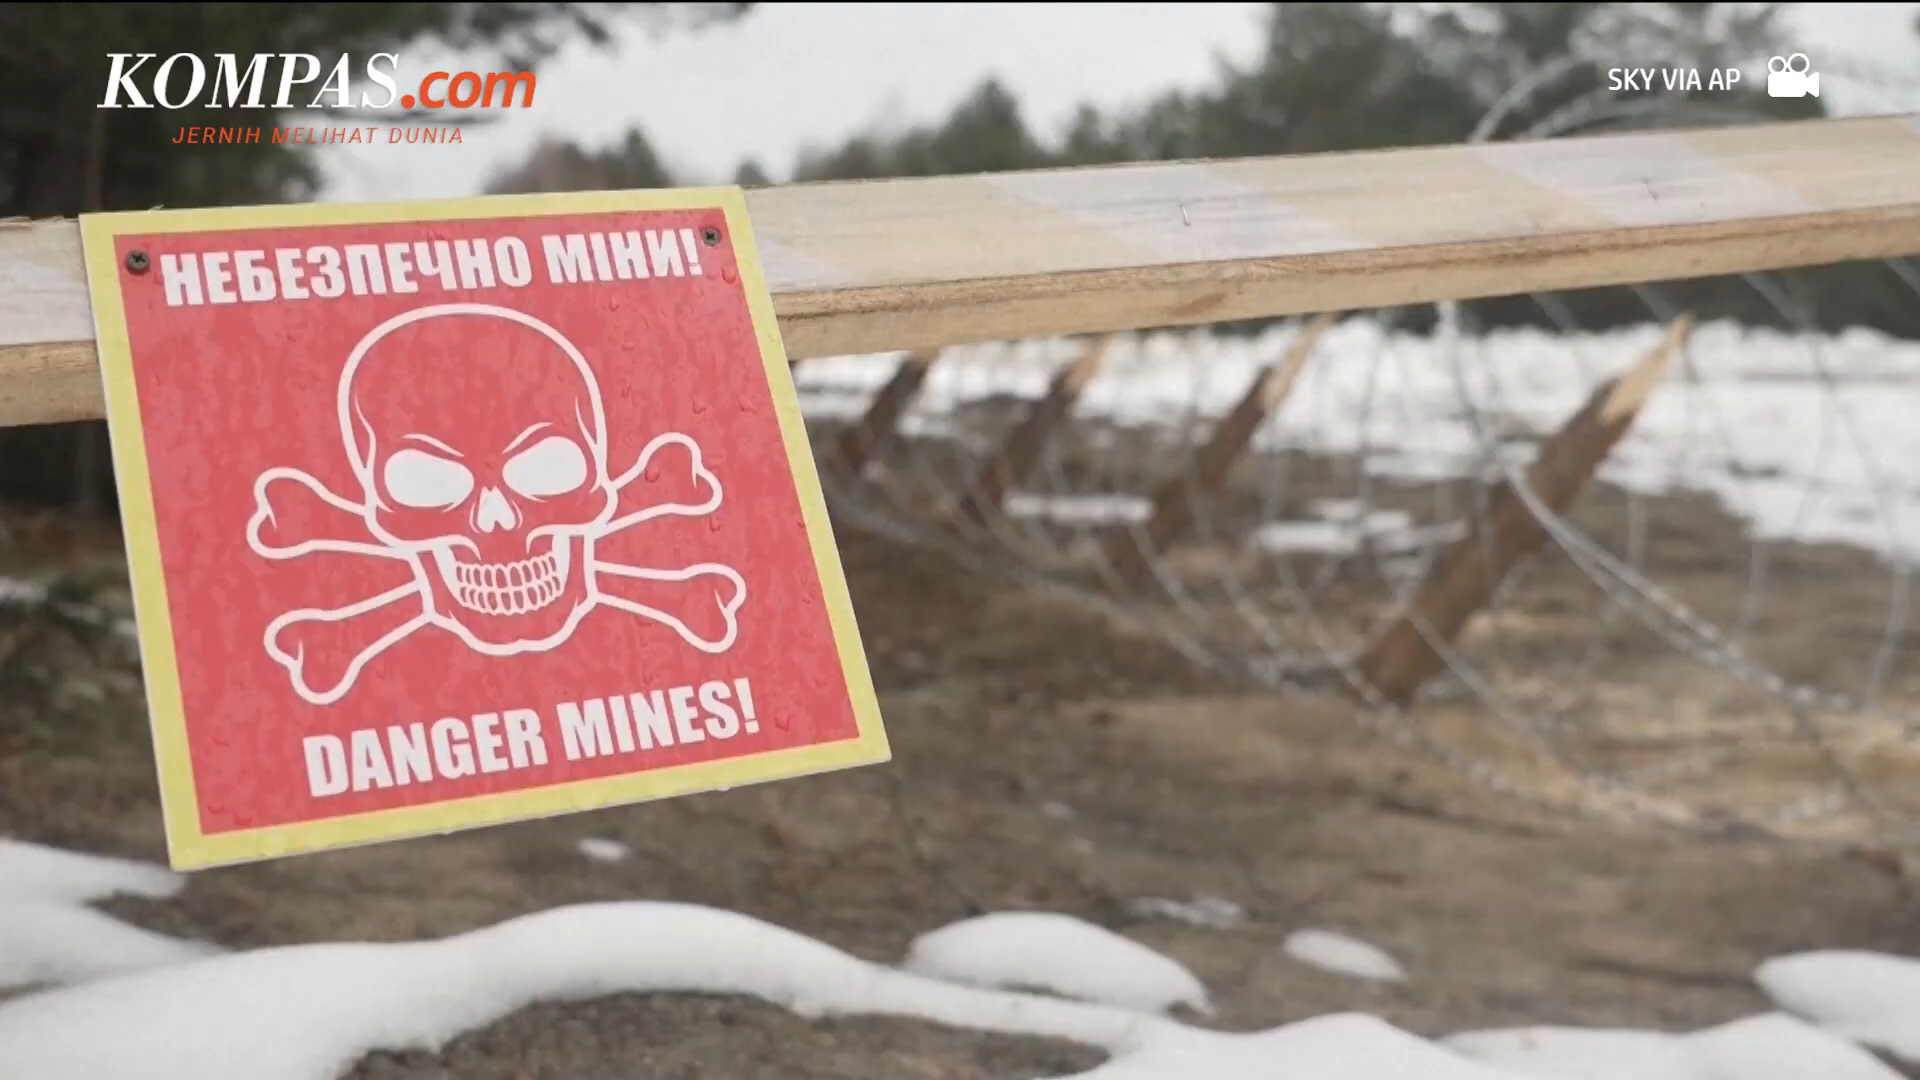 KOMPAS.com
JERNIH MELIHAT DUNIA
SKY VIA AP
НЕБЕЗПЕЧНО МІНИ!
DANGER MINES!